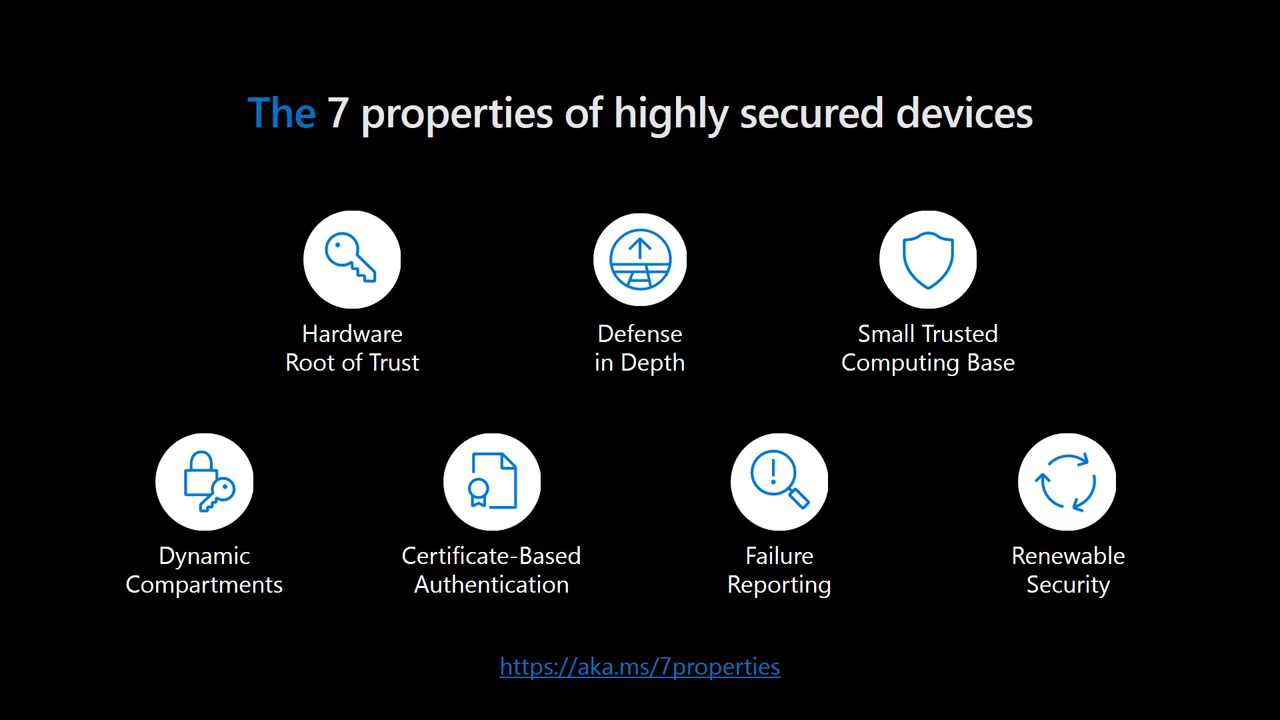 The 7 properties of highly secured devices
Hardware
Root of Trust
Defense
in Depth
Small Trusted
Computing Base
Dynamic
Compartments
Certificate-Based
Authentication
Failure
Reporting
Renewable
Security
https://aka.ms/7properties